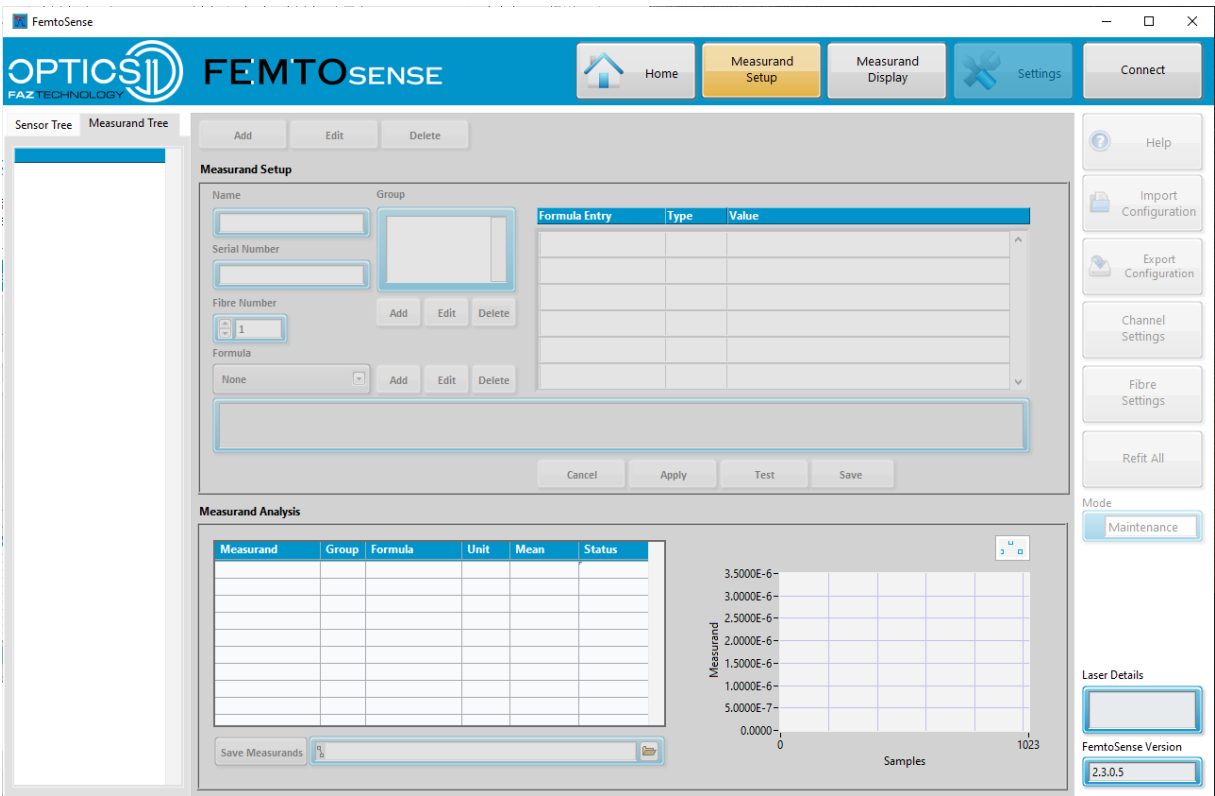 FemtoSense
OPTICS11
FAZ TECHNOLOGY
FEMTOSENSE
Home
Measurand
Setup
Measurand
Display
Settings
Connect
Sensor Tree
Measurand Tree
Add
Edit
Delete
Measurand Setup
Name
Group
Serial Number
Fibre Number
1
Add
Edit
Delete
Formula
None
Add
Edit
Delete
Formula Entry
Type
Value
Cancel
Apply
Test
Save
Help
Import
Configuration
Export
Configuration
Channel
Settings
Fibre
Settings
Refit All
Mode
Maintenance
Measurand Analysis
Measurand
Group
Formula
Unit
Mean
Status
Save Measurands
3.5000E-6
3.0000E-6
2.5000E-6
2.0000E-6
1.5000E-6
1.0000E-6
5.0000E-7
0.0000
Measurand
0
1023
Samples
Laser Details
FemtoSense Version
2.3.0.5